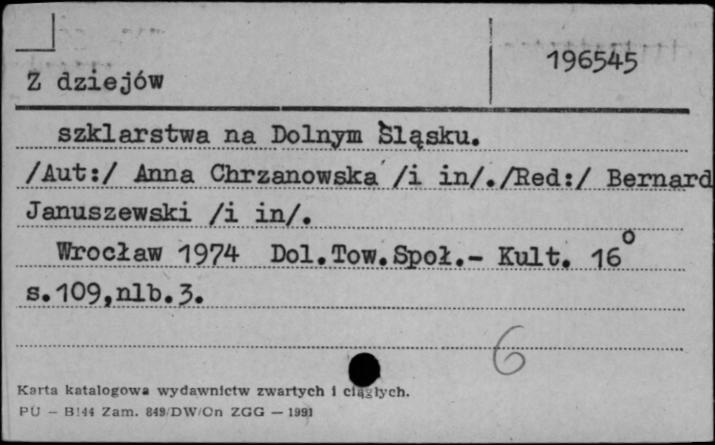 196545
Z dziejów
szklarstwa na Dolnym Śląsku.
/Aut:/ Anna Chrzanowska /i in/./Red:/ Bernard
Januszewski /i in/.
Wrocław 1974 Dol.Tow.Społ.- Kult. 16°
s.109,nlb.3.
6
Karta katalogowa wydawnictw zwartych i ciągłych.
PU – B144 Zam. 849/DW/On ZGG — 1991